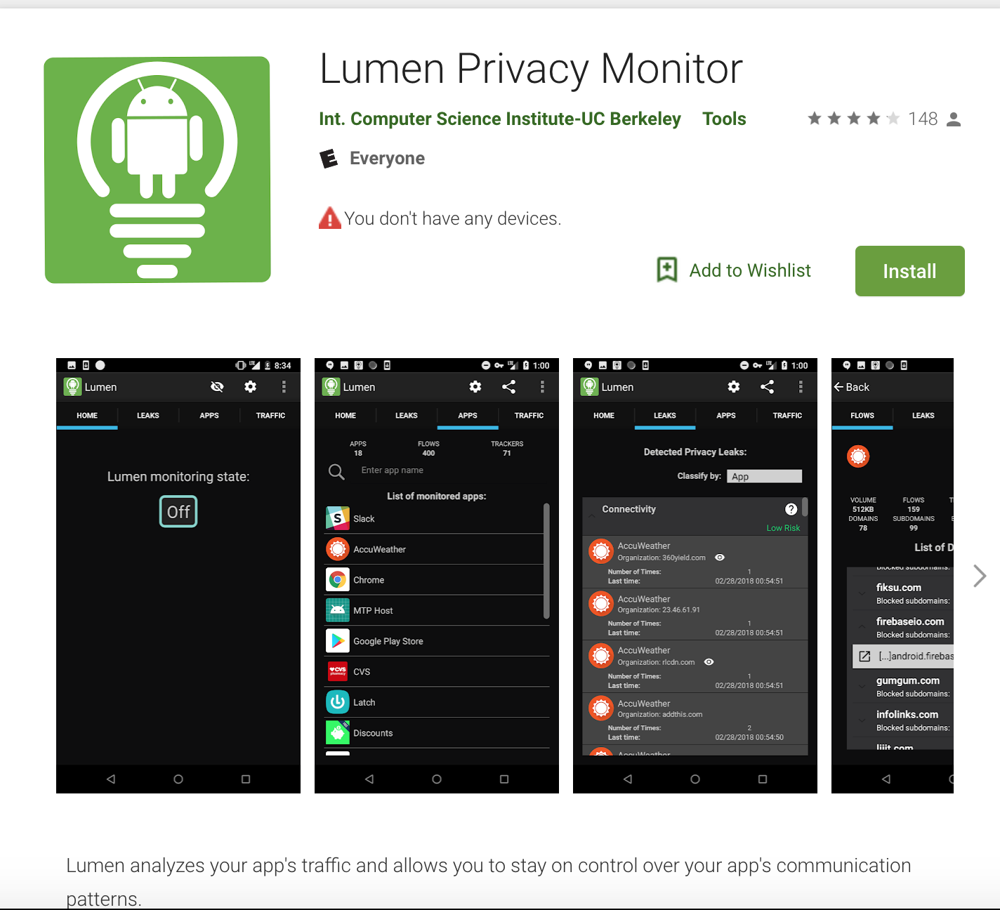 Lumen Privacy Monitor
Int. Computer Science Institute-UC Berkeley Tools 148
E Everyone
You don't have any devices.
Add to Wishlist Install
LTE 8:34
Lumen
HOME LEAKS APPS TRAFFIC
Lumen monitoring state:
Off
LTE 1:00
Lumen
HOME LEAKS APPS TRAFFIC
APPS FLOWS TRACKERS
18 400 71
Enter app name
List of monitored apps:
S Slack
AccuWeather
Chrome
MTP Host
Google Play Store
CVS pharmacy CVS
Latch
Discounts
LTE 1:00
Lumen
HOME LEAKS APPS TRAFFIC
Detected Privacy Leaks:
Classify by: App
Connectivity ?
Low Risk
AccuWeather
Organization: 360yield.com
Number of Times: 1
Last time: 02/28/2018 00:54:51
AccuWeather
Organization: 23.46.61.91
Number of Times: 1
Last time: 02/28/2018 00:54:51
AccuWeather
Organization: rlcdn.com
Number of Times: 1
Last time: 02/28/2018 00:54:51
AccuWeather
Organization: addthis.com
Number of Times: 2
Last time: 02/28/2018 00:54:50
AccuWeather
Back
FLOWS LEAKS
VOLUME FLOWS T
512KB 159
DOMAINS SUBDOMAINS E
78 99
List of D
Blocked subdomains:
fiksu.com
Blocked subdomains:
firebaseio.com
Blocked subdomains:
[...]android.firebas
gumgum.com
Blocked subdomains:
infolinks.com
Blocked subdomains:
Lumen analyzes your app's traffic and allows you to stay on control over your app's communication
patterns.